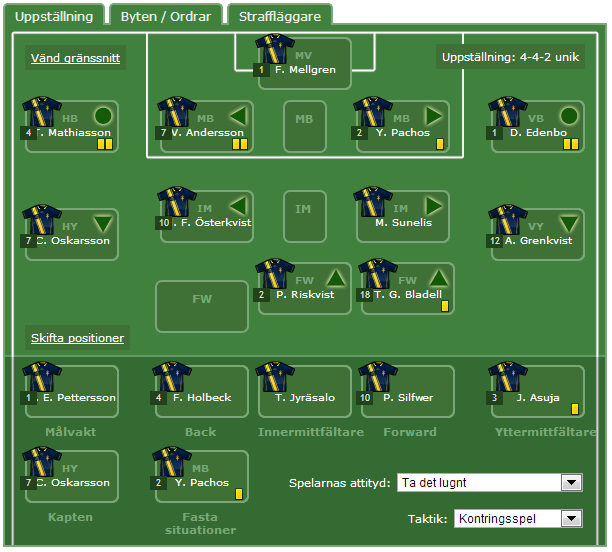 Uppställning Byten / Ordrar Straffläggare
Vänd gränssnitt
MV
1 F. Mellgren
Uppställning: 4-4-2 unik
HB MB MB MB VB
4 T. Mathiasson 7 V. Andersson 2 Y. Pachos 1 D. Edenbo
HY IM IM IM VY
7 C. Oskarsson 10 . F. Österkvist M. Sunelis 12 A. Grenkvist
FW FW FW
2 P. Riskvist 18 T. G. Bladell
Skifta positioner
1 . E. Pettersson 4 F. Holbeck T. Jyräsalo 10 P. Silfwer 3 J. Asuja
Målvakt Back Innermittfältare Forward Yttermittfältare
HY MB
7 C. Oskarsson 2 Y. Pachos
Spelarnas attityd: Ta det lugnt
Kapten Fasta
situationer
Taktik: Kontringsspel